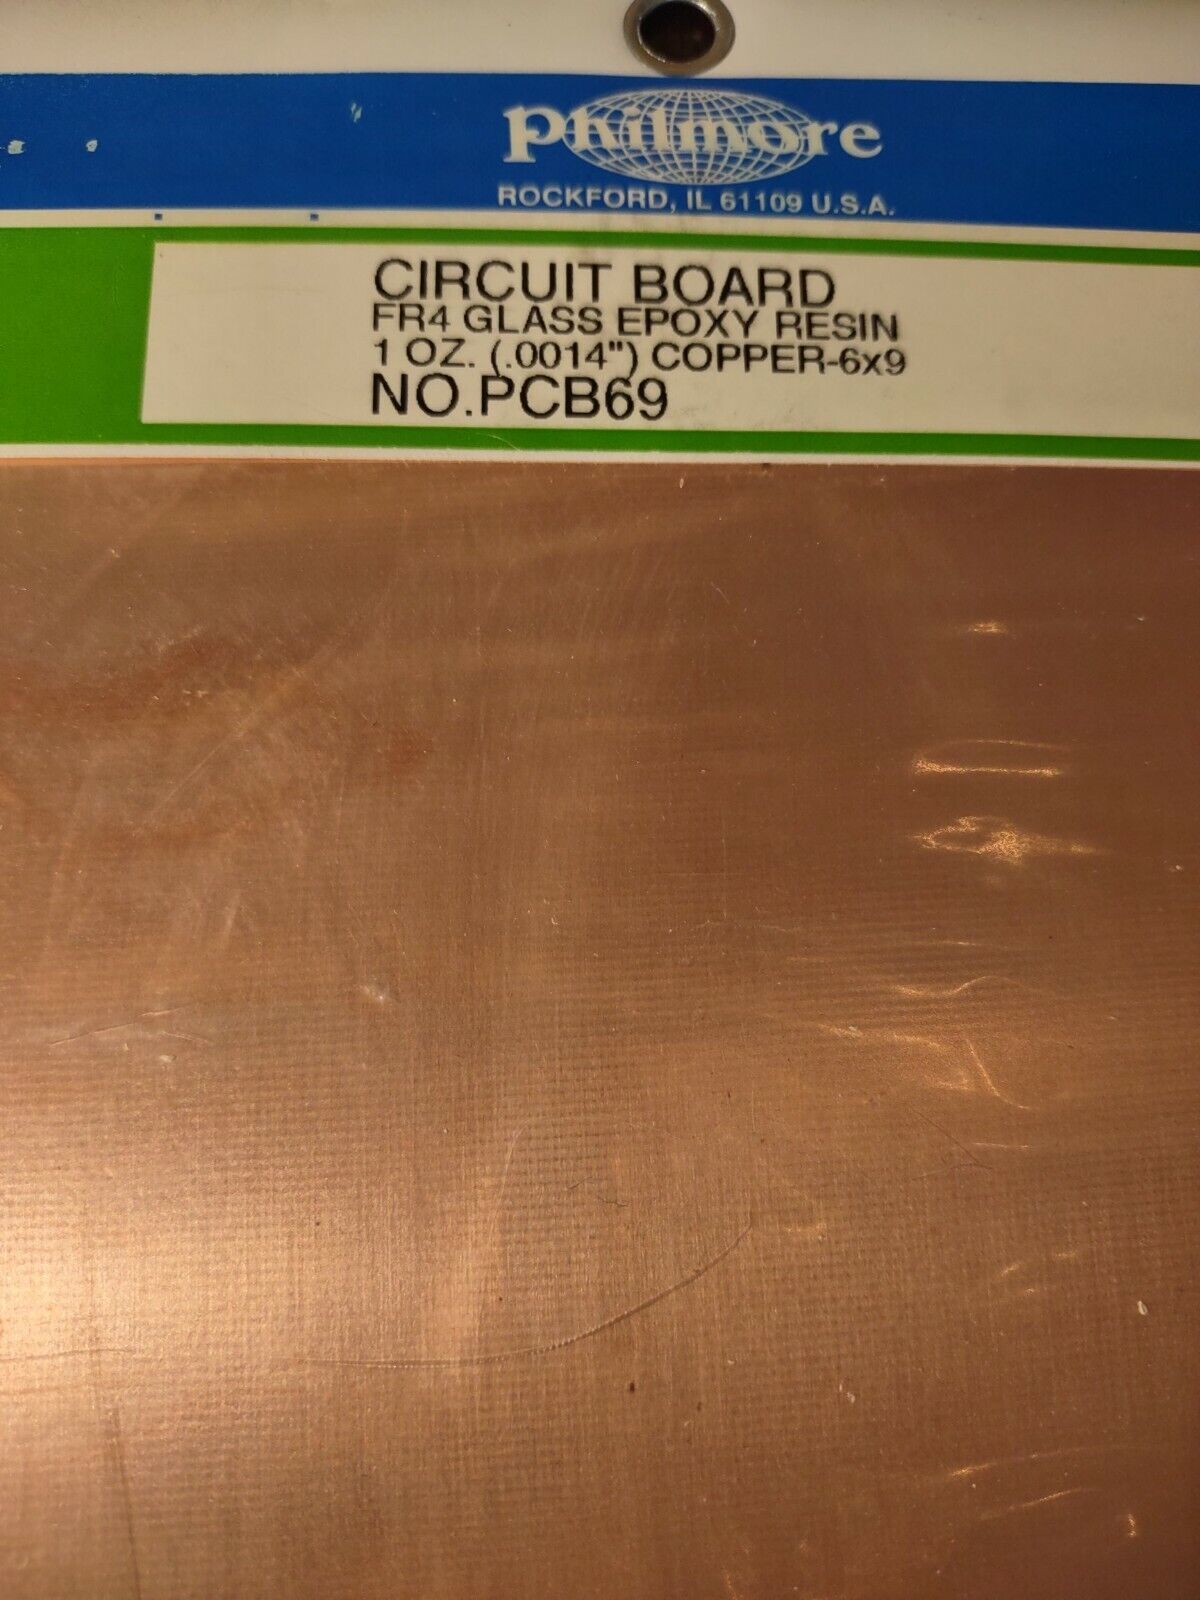 Philmore
ROCKFORD, IL 61109 U.S.A.
CIRCUIT BOARD
FR4 GLASS EPOXY RESIN
1 OZ. (.0014") COPPER-6x9
NO.PCB69